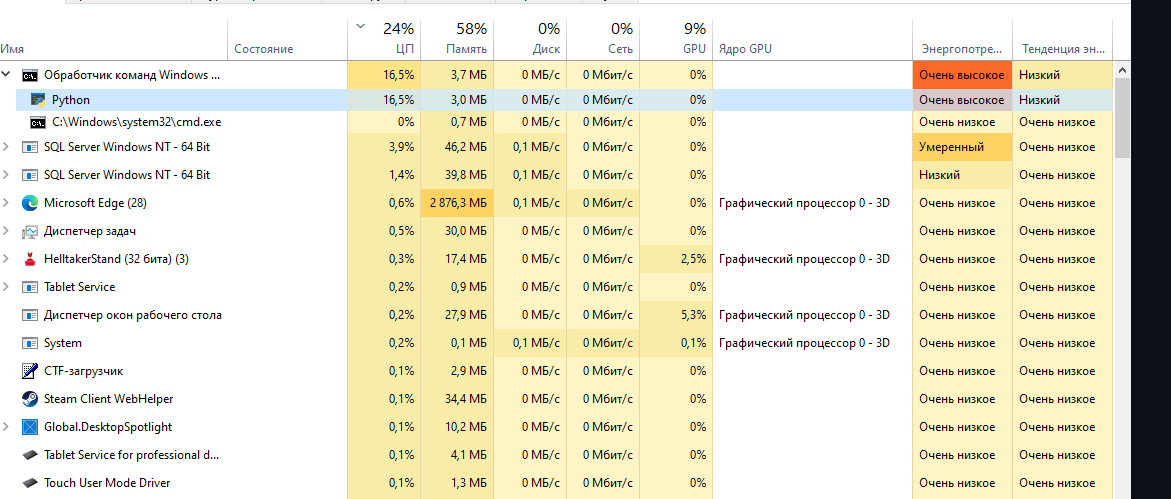 24% 58% 0% 0% 9%
Имя Состояние ЦП Память Диск Сеть GPU Ядро GPU Энергопотре... Тенденция эн...
Обработчик команд Windows ... 16,5% 3,7 МБ 0 МБ/с 0 Мбит/с 0% Очень высокое Низкий
Python 16,5% 3,0 МБ 0 МБ/с 0 Мбит/с 0% Очень высокое Низкий
C:\Windows\system32\cmd.exe 0% 0,7 МБ 0 МБ/с 0 Мбит/с 0% Очень низкое Очень низкое
SQL Server Windows NT - 64 Bit 3,9% 46,2 МБ 0,1 МБ/с 0 Мбит/с 0% Умеренный Очень низкое
SQL Server Windows NT - 64 Bit 1,4% 39,8 МБ 0,1 МБ/с 0 Мбит/с 0% Низкий Очень низкое
Microsoft Edge (28) 0,6% 2 876,3 МБ 0,1 МБ/с 0 Мбит/с 0% Графический процессор 0 - 3D Очень низкое Очень низкое
Диспетчер задач 0,5% 30,0 МБ 0 МБ/с 0 Мбит/с 0% Очень низкое Очень низкое
HelltakerStand (32 бита) (3) 0,3% 17,4 МБ 0 МБ/с 0 Мбит/с 2,5% Графический процессор 0 - 3D Очень низкое Очень низкое
Tablet Service 0,2% 0,9 МБ 0 МБ/с 0 Мбит/с 0% Очень низкое Очень низкое
Диспетчер окон рабочего стола 0,2% 27,9 МБ 0 МБ/с 0 Мбит/с 5,3% Графический процессор 0 - 3D Очень низкое Очень низкое
System 0,2% 0,1 МБ 0,1 МБ/с 0 Мбит/с 0,1% Графический процессор 0 - 3D Очень низкое Очень низкое
CTF-загрузчик 0,1% 2,9 МБ 0 МБ/с 0 Мбит/с 0% Очень низкое Очень низкое
Steam Client WebHelper 0,1% 34,4 МБ 0 МБ/с 0 Мбит/с 0% Очень низкое Очень низкое
Global.DesktopSpotlight 0,1% 10,2 МБ 0 МБ/с 0 Мбит/с 0% Очень низкое Очень низкое
Tablet Service for professional d... 0,1% 4,1 МБ 0 МБ/с 0 Мбит/с 0% Очень низкое Очень низкое
Touch User Mode Driver 0,1% 1,3 МБ 0 МБ/с 0 Мбит/с 0% Очень низкое Очень низкое